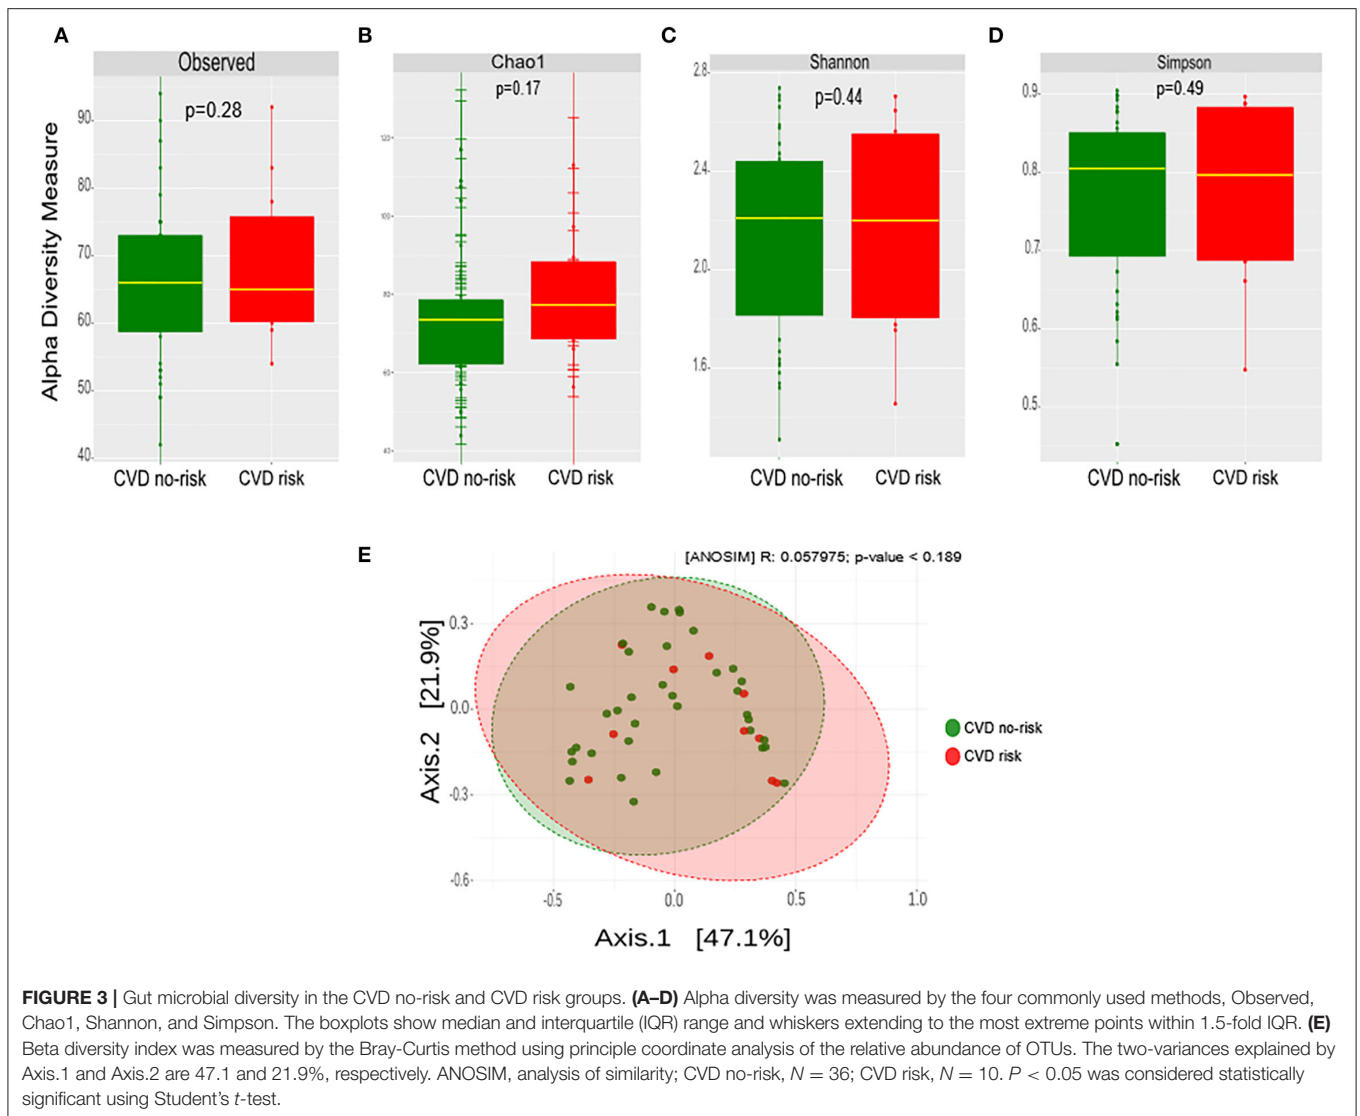 A
B
C
D
Observed
Chao1
Shannon
Simpson
p=0.28
p=0.17
p=0.44
p=0.49
Alpha Diversity Measure
90
80
70
60
50
40
120
100
80
60
40
2.8
2.4
2.0
1.6
0.9
0.8
0.7
0.6
0.5
CVD no-risk CVD risk
CVD no-risk CVD risk
CVD no-risk CVD risk
CVD no-risk CVD risk
E
[ANOSIM] R: 0.057975; p-value < 0.189
Axis.2 [21.9%]
0.3
0.0
-0.3
-0.6
-0.5 0.0 0.5 1.0
Axis.1 [47.1%]
CVD no-risk
CVD risk
FIGURE 3 | Gut microbial diversity in the CVD no-risk and CVD risk groups. (A–D) Alpha diversity was measured by the four commonly used methods, Observed,
Chao1, Shannon, and Simpson. The boxplots show median and interquartile (IQR) range and whiskers extending to the most extreme points within 1.5-fold IQR. (E)
Beta diversity index was measured by the Bray-Curtis method using principle coordinate analysis of the relative abundance of OTUs. The two-variances explained by
Axis.1 and Axis.2 are 47.1 and 21.9%, respectively. ANOSIM, analysis of similarity; CVD no-risk, N = 36; CVD risk, N = 10. P < 0.05 was considered statistically
significant using Student's t-test.